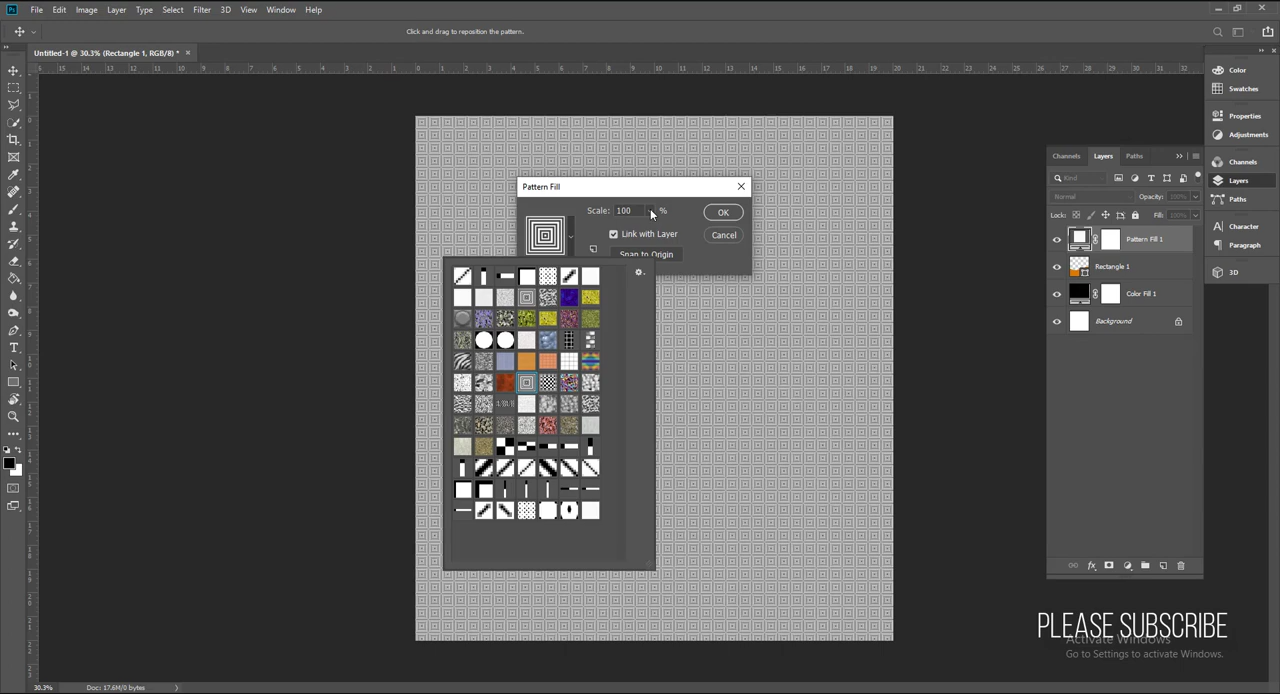 Ps File Edit Image Layer Type Select Filter 3D View Window Help
Click and drag to reposition the pattern.
Untitled-1 @ 30.3% (Rectangle 1, RGB/8) * ×
Color
Swatches
Properties
Adjustments
Channels
Layers
Paths
Character
Paragraph
3D
Channels Layers Paths
Kind
Normal Opacity: 100%
Lock: Fill: 100%
Pattern Fill 1
Rectangle 1
Color Fill 1
Background
Pattern Fill
Scale: 100 %
OK
Link with Layer
Cancel
Snap to Origin
PLEASE SUBSCRIBE
Activate Windows
Go to Settings to activate Windows.
30.3% Doc: 17.6M/0 bytes